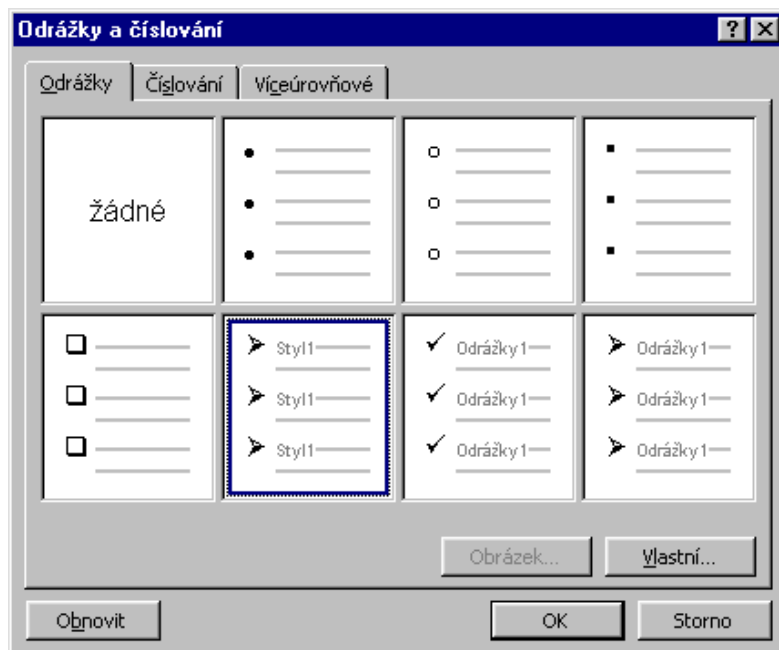 Odrážky a číslování
Odrážky Číslování Víceúrovňové
žádné
Styl1 Odrážky1 Odrážky1
Styl1 Odrážky1 Odrážky1
Styl1 Odrážky1 Odrážky1
Obrázek... Vlastní...
Obnovit OK Storno